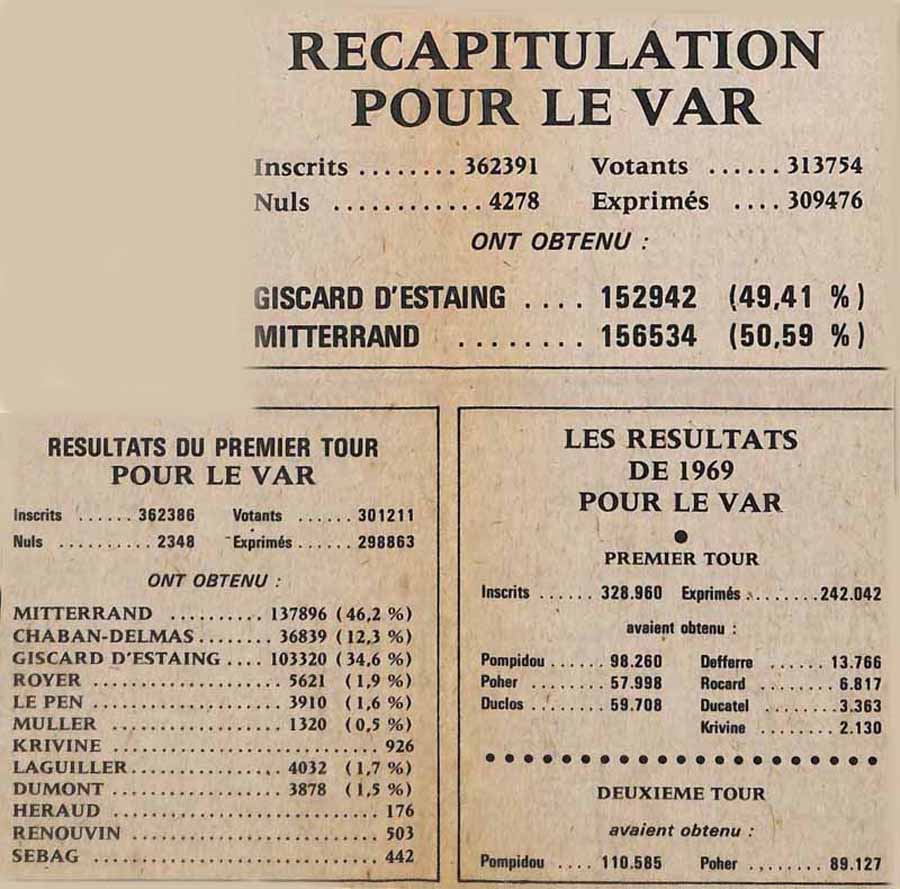 RECAPITULATION
POUR LE VAR
Inscrits ........ 362391 Votants ...... 313754
Nuls ............ 4278 Exprimés .... 309476
ONT OBTENU :
GISCARD D'ESTAING .... 152942 (49,41 %)
MITTERRAND ........ 156534 (50,59 %)
RESULTATS DU PREMIER TOUR
POUR LE VAR
Inscrits ...... 362386 Votants ...... 301211
Nuls .......... 2348 Exprimés ...... 298863
ONT OBTENU :
MITTERRAND .......... 137896 (46,2 %)
CHABAN-DELMAS ....... 36839 (12,3 %)
GISCARD D'ESTAING .... 103320 (34,6 %)
ROYER .................... 5621 (1,9 %)
LE PEN .................... 3910 (1,6 %)
MULLER .................. 1320 (0,5 %)
KRIVINE ............................ 926
LAGUILLER ................ 4032 (1,7 %)
DUMONT .................. 3878 (1,5 %)
HERAUD ............................ 176
RENOUVIN .......................... 503
SEBAG .............................. 442
LES RESULTATS
DE 1969
POUR LE VAR
●
PREMIER TOUR
Inscrits ...... 328.960 Exprimés ........ 242.042
avaient obtenu :
Pompidou ...... 98.260 Defferre ...... 13.766
Poher ........ 57.998 Rocard ........ 6.817
Duclos ........ 59.708 Ducatel ........ 3.363
Krivine ........ 2.130
DEUXIEME TOUR
avaient obtenu :
Pompidou .... 110.585 Poher ........ 89.127